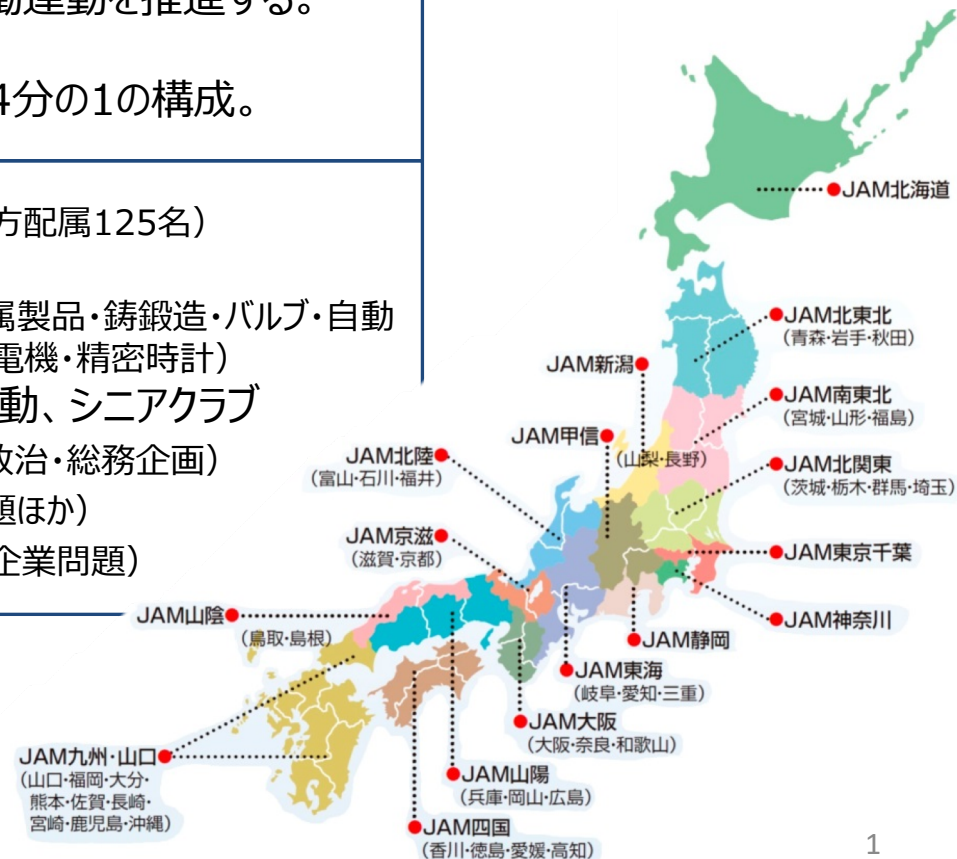 動運動を推進する。
4分の1の構成。
方配属125名）
属製品・鋳鍛造・バルブ・自動
電機・精密時計）
動、シニアクラブ
政治・総務企画）
題ほか）
企業問題）
JAM北海道
JAM北東北
（青森・岩手・秋田）
JAM新潟
JAM南東北
（宮城・山形・福島）
JAM甲信
（山梨・長野）
JAM北陸
（富山・石川・福井）
JAM北関東
（茨城・栃木・群馬・埼玉）
JAM京滋
（滋賀・京都）
JAM東京千葉
JAM山陰
（鳥取・島根）
JAM神奈川
JAM静岡
JAM東海
（岐阜・愛知・三重）
JAM大阪
（大阪・奈良・和歌山）
JAM九州・山口
（山口・福岡・大分・
熊本・佐賀・長崎・
宮崎・鹿児島・沖縄）
JAM山陽
（兵庫・岡山・広島）
JAM四国
（香川・徳島・愛媛・高知）
1